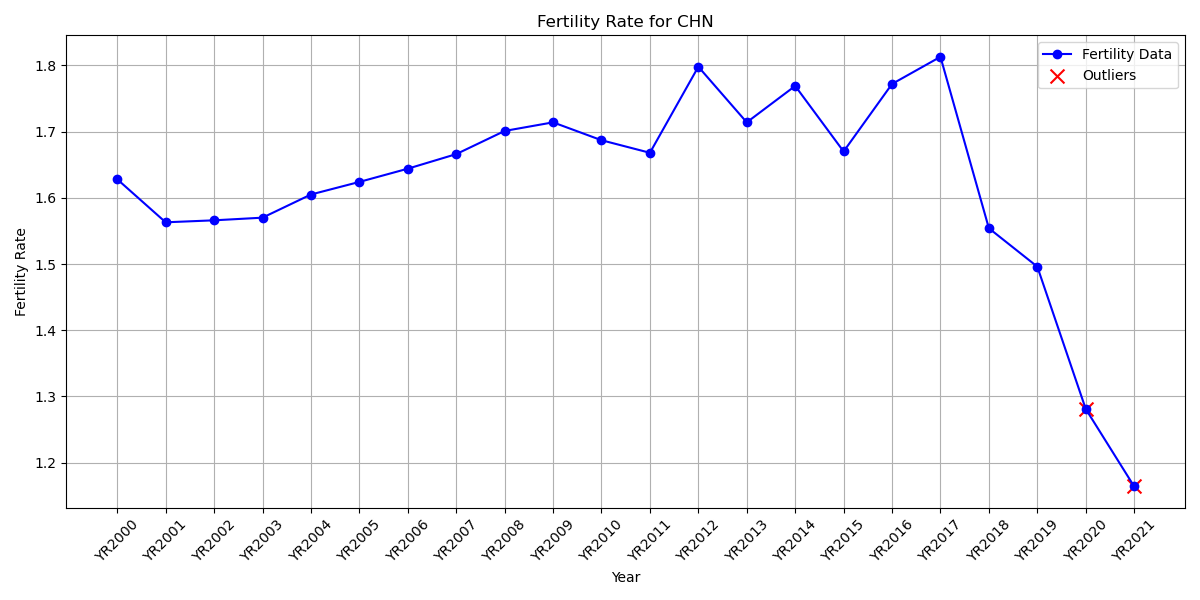 Fertility Rate for CHN
Fertility Data
Outliers
Fertility Rate
1.8
1.7
1.6
1.5
1.4
1.3
1.2
YR2000
YR2001
YR2002
YR2003
YR2004
YR2005
YR2006
YR2007
YR2008
YR2009
YR2010
YR2011
YR2012
YR2013
YR2014
YR2015
YR2016
YR2017
YR2018
YR2019
YR2020
YR2021
Year